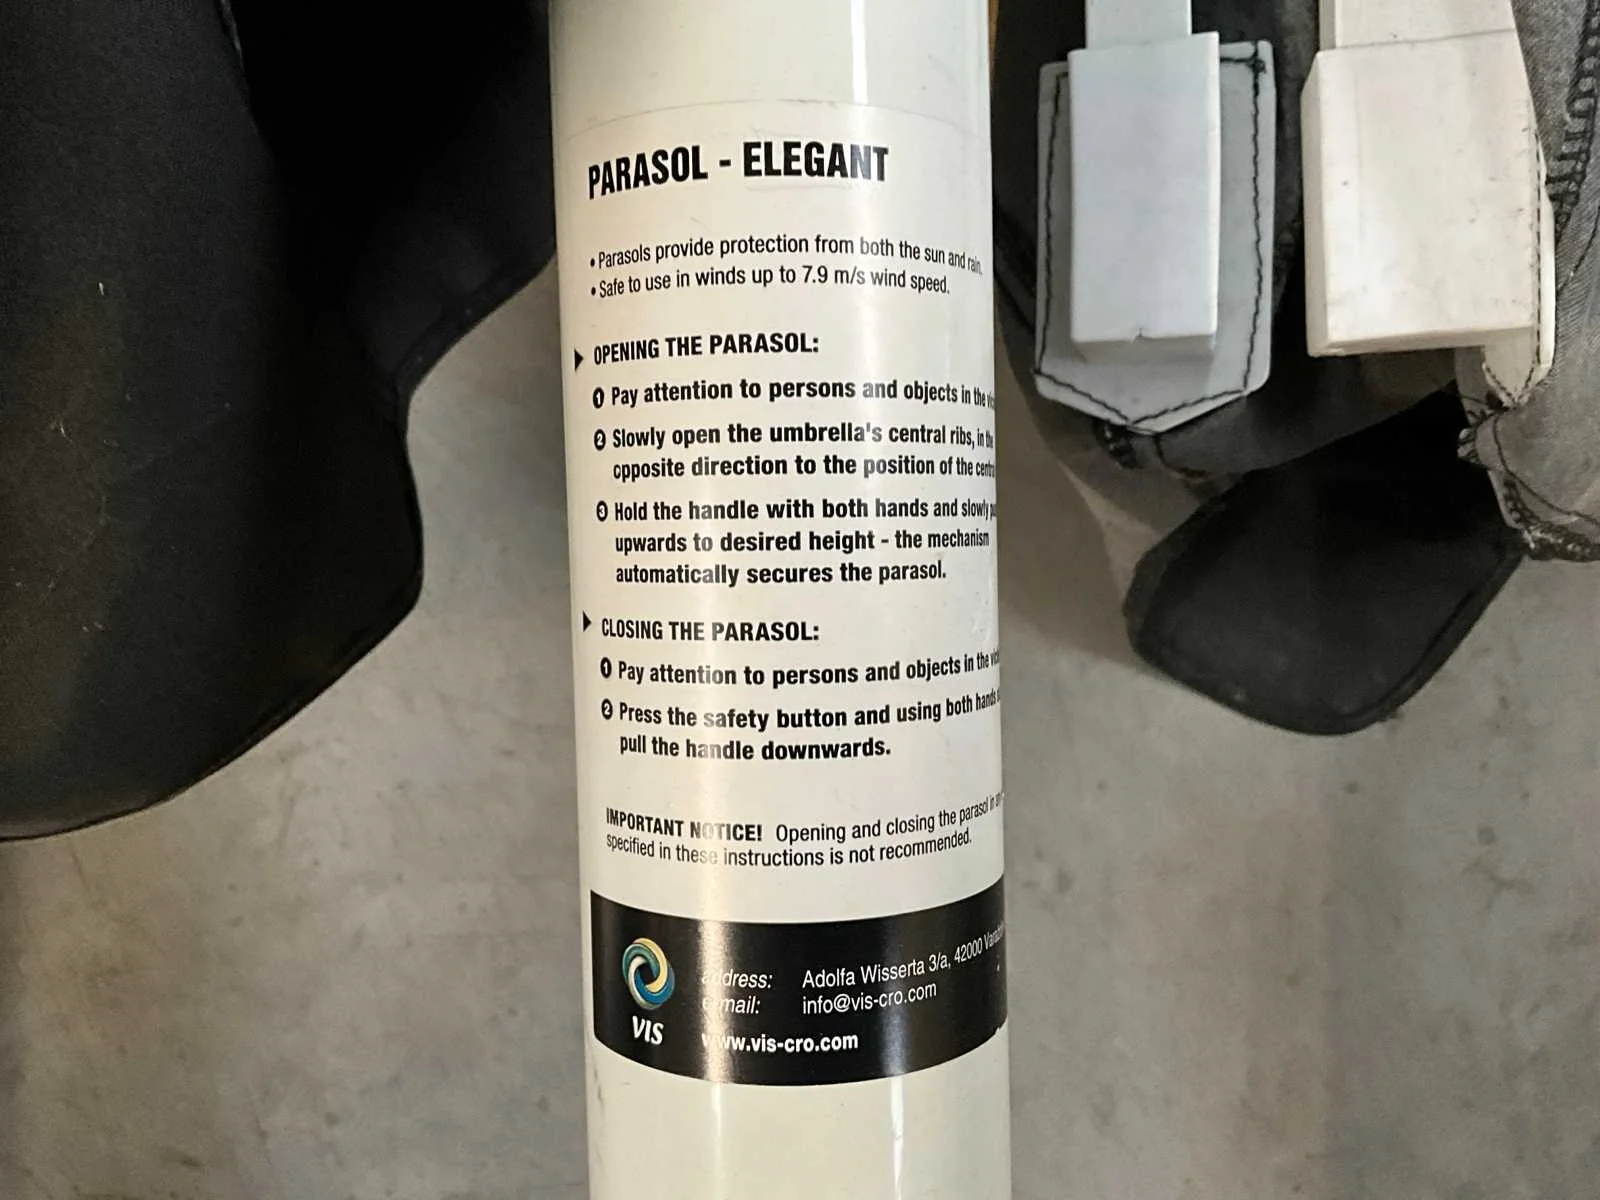 PARASOL - ELEGANT
• Parasols provide protection from both the sun and rain.
• Safe to use in winds up to 7.9 m/s wind speed.
OPENING THE PARASOL:
1 Pay attention to persons and objects in the
2 Slowly open the umbrella's central ribs, in the
opposite direction to the position of the
3 Hold the handle with both hands and slowly
upwards to desired height - the mechanism
automatically secures the parasol.
CLOSING THE PARASOL:
1 Pay attention to persons and objects in the
2 Press the safety button and using both hands
pull the handle downwards.
IMPORTANT NOTICE! Opening and closing the parasol in
specified in these instructions is not recommended.
VIS
address: Adolfa Wisserta 3/a, 42000
e-mail: info@vis-cro.com
www.vis-cro.com